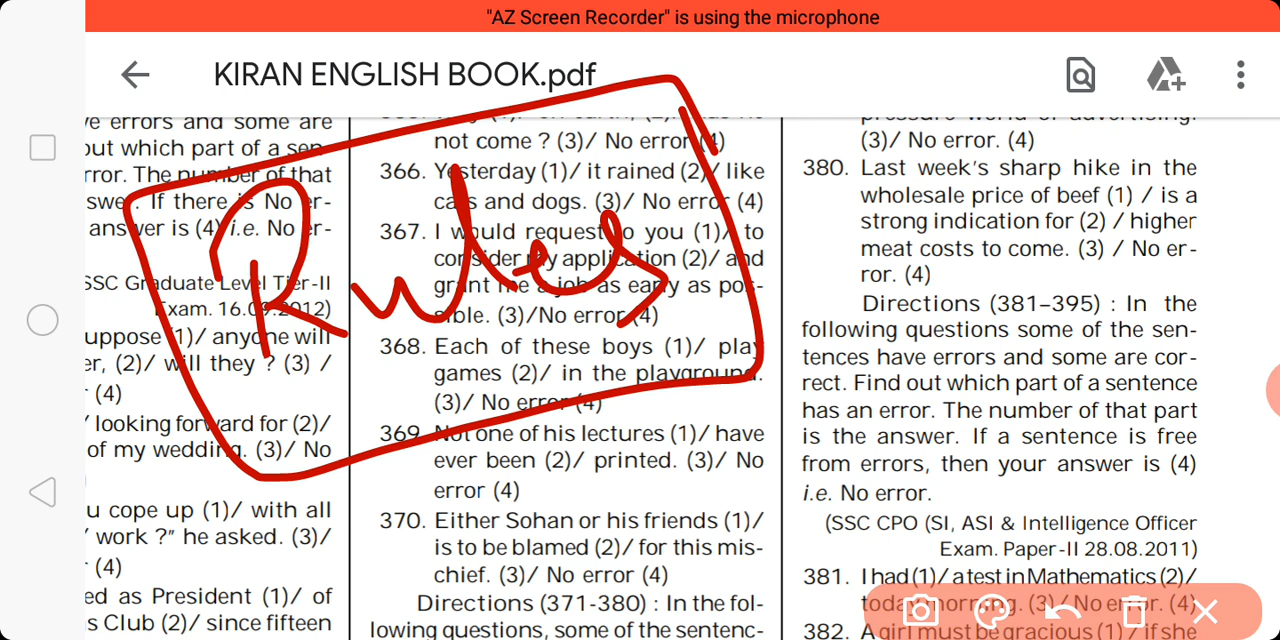 "AZ Screen Recorder" is using the microphone
KIRAN ENGLISH BOOK.pdf
ve errors and some are
out which part of a sen-
rror. The number of that
swer. If there is No er-
answer is (4) i.e. No er-
SSC Graduate Level Tier-II
Exam. 16.09.2012)
uppose (1)/ anyone will
er, (2)/ will they ? (3) /
(4)
/ looking forward for (2)/
of my wedding. (3)/ No
u cope up (1)/ with all
/ work ?" he asked. (3)/
(4)
ed as President (1)/ of
s Club (2)/ since fifteen
not come ? (3)/ No error (4)
366. Yesterday (1)/ it rained (2)/ like
cats and dogs. (3)/ No error (4)
367. I would request to you (1)/ to
consider my application (2)/ and
grant me a job as early as pos-
sible. (3)/No error (4)
368. Each of these boys (1)/ play
games (2)/ in the playground.
(3)/ No error (4)
369. Not one of his lectures (1)/ have
ever been (2)/ printed. (3)/ No
error (4)
370. Either Sohan or his friends (1)/
is to be blamed (2)/ for this mis-
chief. (3)/ No error (4)
Directions (371-380) : In the fol-
lowing questions, some of the sentenc-
Rules
pressure world of advertising.
(3)/ No error. (4)
380. Last week's sharp hike in the
wholesale price of beef (1) / is a
strong indication for (2) / higher
meat costs to come. (3) / No er-
ror. (4)
Directions (381–395) : In the
following questions some of the sen-
tences have errors and some are cor-
rect. Find out which part of a sentence
has an error. The number of that part
is the answer. If a sentence is free
from errors, then your answer is (4)
i.e. No error.
(SSC CPO (SI, ASI & Intelligence Officer
Exam. Paper-II 28.08.2011)
381. I had (1)/ a test in Mathematics (2)/
today morning. (3)/ No error. (4)
382. A girl must be gracious (1) / if she